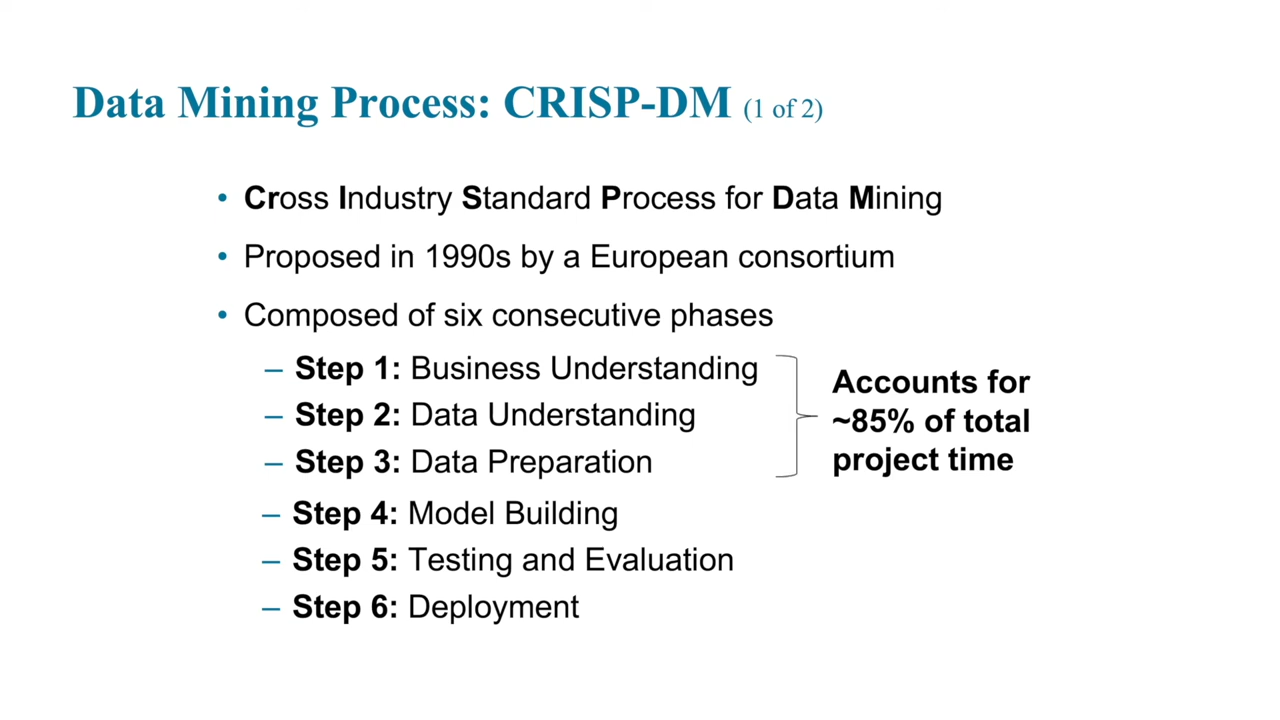 Data Mining Process: CRISP-DM (1 of 2)
• Cross Industry Standard Process for Data Mining
• Proposed in 1990s by a European consortium
• Composed of six consecutive phases
– Step 1: Business Understanding
– Step 2: Data Understanding
– Step 3: Data Preparation
Accounts for
~85% of total
project time
– Step 4: Model Building
– Step 5: Testing and Evaluation
– Step 6: Deployment